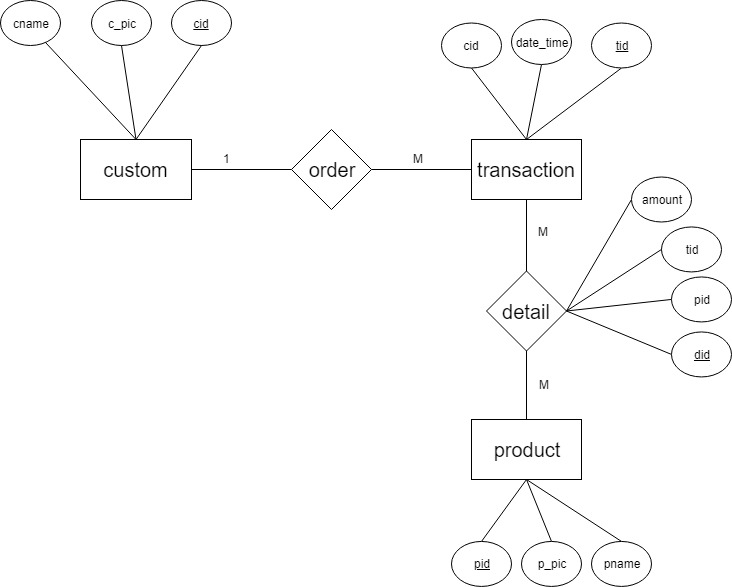 cname
c_pic
cid
cid
date_time
tid
custom
1
order
M
transaction
amount
M
tid
pid
detail
did
M
product
pid
p_pic
pname